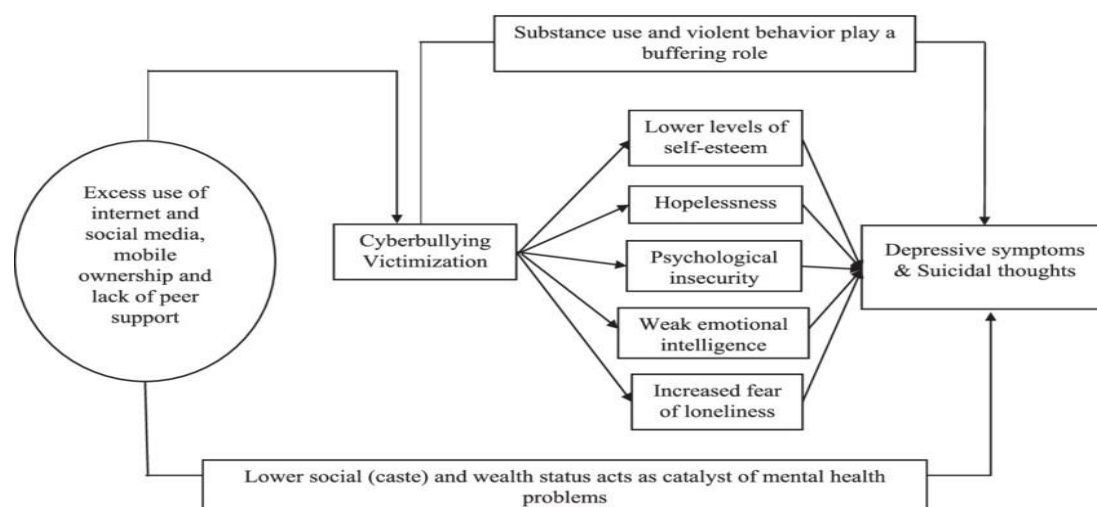 Substance use and violent behavior play a
buffering role
Excess use of
internet and
social media,
mobile
ownership and
lack of peer
support
Cyberbullying
Victimization
Lower levels of
self-esteem
Hopelessness
Psychological
insecurity
Weak emotional
intelligence
Increased fear
of loneliness
Depressive symptoms
& Suicidal thoughts
Lower social (caste) and wealth status acts as catalyst of mental health
problems